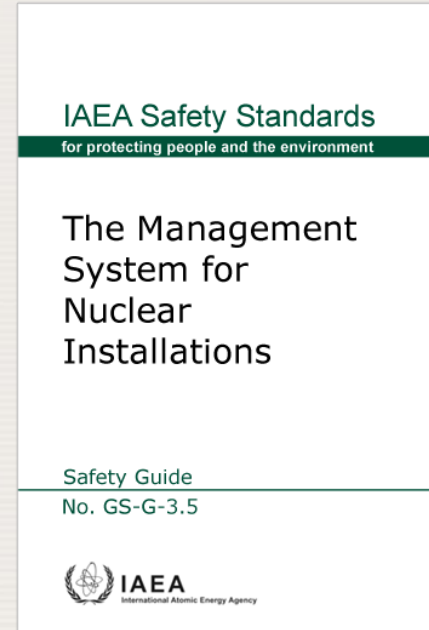 IAEA Safety Standards
for protecting people and the environment
The Management
System for
Nuclear
Installations
Safety Guide
No. GS-G-3.5
IAEA
International Atomic Energy Agency